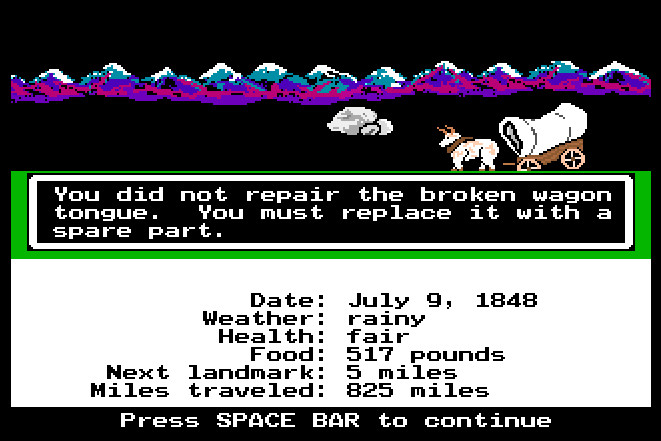 You did not repair the broken wagon
tongue.  You must replace it with a
spare part.
Date: July 9, 1848
Weather: rainy
Health: fair
Food: 517 pounds
Next landmark: 5 miles
Miles traveled: 825 miles
Press SPACE BAR to continue